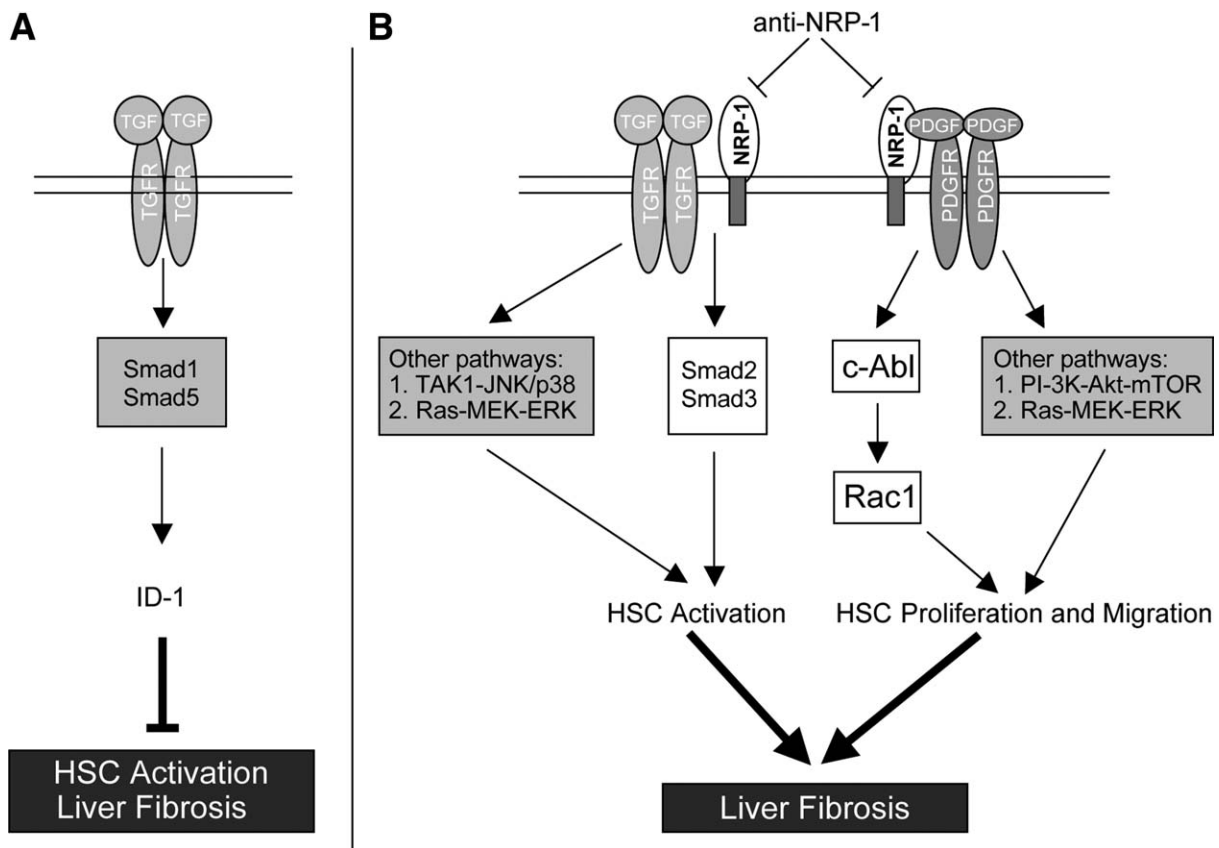 A
TGF TGF
TGFR TGFR
Smad1
Smad5
ID-1
HSC Activation
Liver Fibrosis
B
anti-NRP-1
TGF TGF
NRP-1
TGFR TGFR
NRP-1
PDGF PDGF
PDGFR PDGFR
Other pathways:
1. TAK1-JNK/p38
2. Ras-MEK-ERK
Smad2
Smad3
c-Abl
Rac1
Other pathways:
1. PI-3K-Akt-mTOR
2. Ras-MEK-ERK
HSC Activation
HSC Proliferation and Migration
Liver Fibrosis